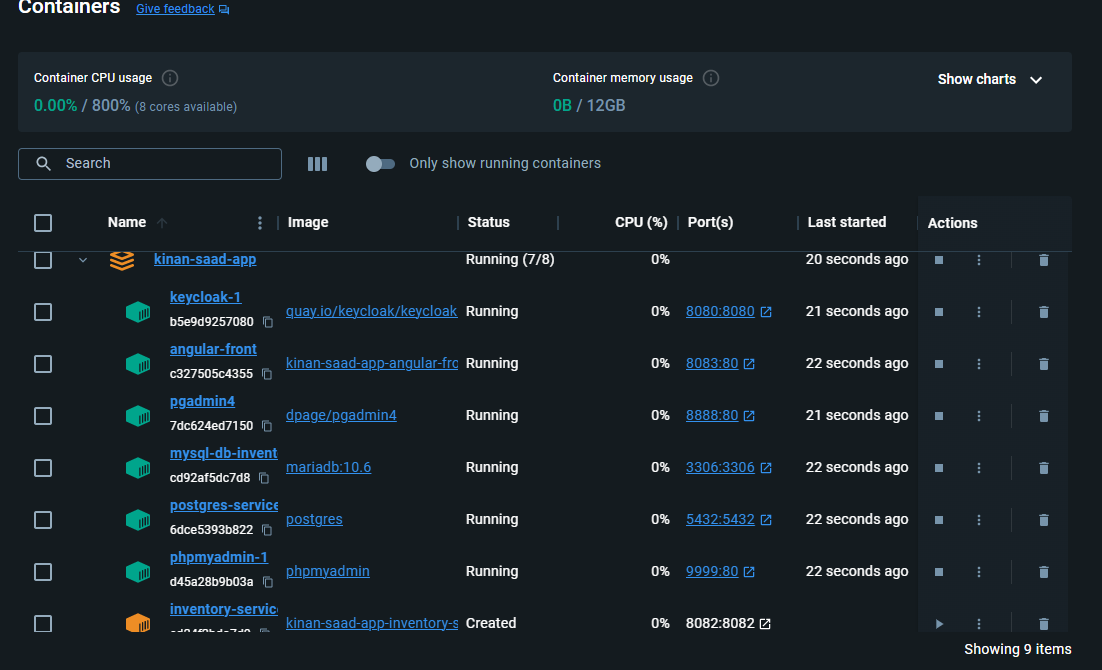 Containers Give feedback
Container CPU usage
0.00% / 800% (8 cores available)
Container memory usage
0B / 12GB
Show charts
Search
Only show running containers
Name Image Status CPU (%) Port(s) Last started Actions
kinan-saad-app Running (7/8) 0% 20 seconds ago
keycloak-1
b5e9d9257080
quay.io/keycloak/keycloak Running 0% 8080:8080 21 seconds ago
angular-front
c327505c4355
kinan-saad-app-angular-fro Running 0% 8083:80 22 seconds ago
pgadmin4
7dc624ed7150
dpage/pgadmin4 Running 0% 8888:80 21 seconds ago
mysql-db-invent
cd92af5dc7d8
mariadb:10.6 Running 0% 3306:3306 22 seconds ago
postgres-service
6dce5393b822
postgres Running 0% 5432:5432 22 seconds ago
phpmyadmin-1
d45a28b9b03a
phpmyadmin Running 0% 9999:80 22 seconds ago
inventory-servic
kinan-saad-app-inventory-s Created 0% 8082:8082
Showing 9 items